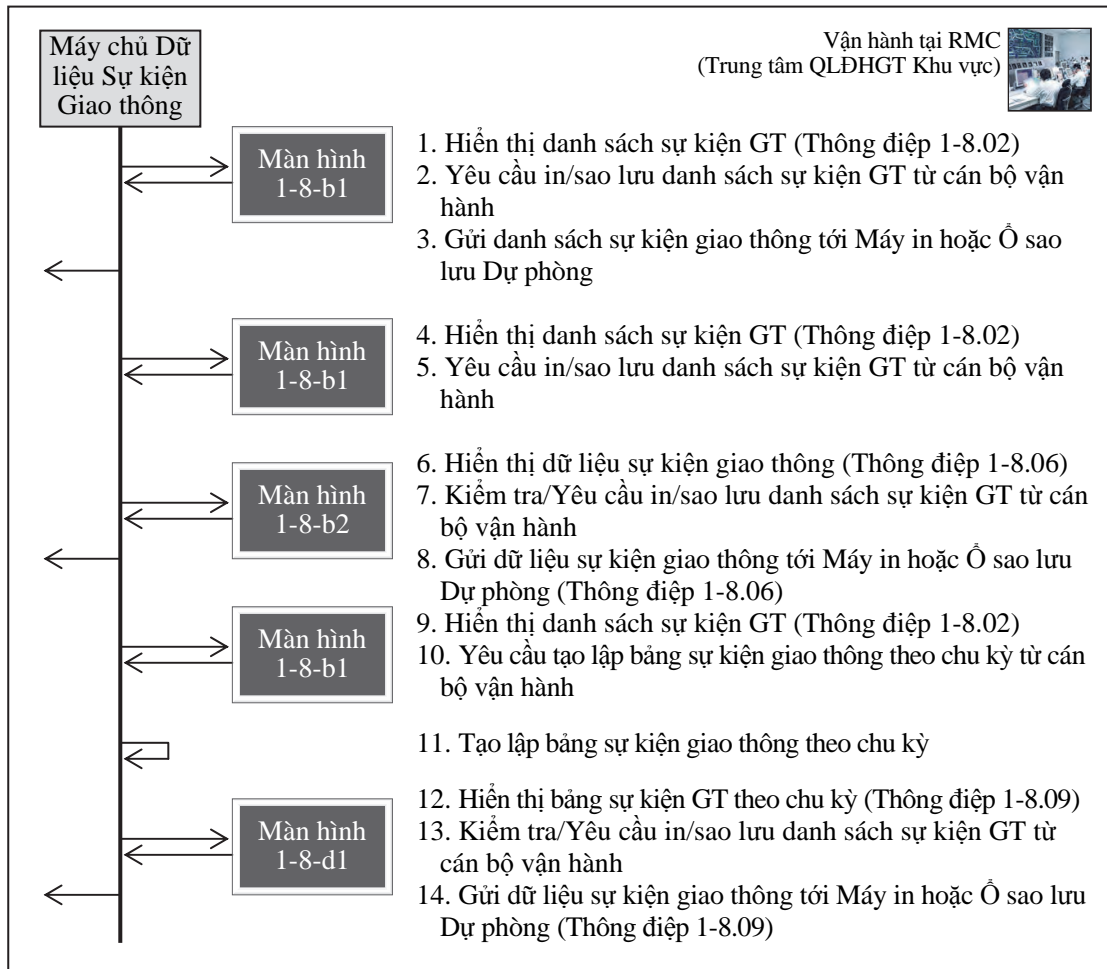 Máy chủ Dữ
liệu Sự kiện
Giao thông
Vận hành tại RMC
(Trung tâm QLĐHGT Khu vực)
Màn hình
1-8-b1
1. Hiển thị danh sách sự kiện GT (Thông điệp 1-8.02)
2. Yêu cầu in/sao lưu danh sách sự kiện GT từ cán bộ vận
hành
3. Gửi danh sách sự kiện giao thông tới Máy in hoặc Ổ sao
lưu Dự phòng
Màn hình
1-8-b1
4. Hiển thị danh sách sự kiện GT (Thông điệp 1-8.02)
5. Yêu cầu in/sao lưu danh sách sự kiện GT từ cán bộ vận
hành
Màn hình
1-8-b2
6. Hiển thị dữ liệu sự kiện giao thông (Thông điệp 1-8.06)
7. Kiểm tra/Yêu cầu in/sao lưu danh sách sự kiện GT từ cán
bộ vận hành
8. Gửi dữ liệu sự kiện giao thông tới Máy in hoặc Ổ sao lưu
Dự phòng (Thông điệp 1-8.06)
Màn hình
1-8-b1
9. Hiển thị danh sách sự kiện GT (Thông điệp 1-8.02)
10. Yêu cầu tạo lập bảng sự kiện giao thông theo chu kỳ từ cán
bộ vận hành
11. Tạo lập bảng sự kiện giao thông theo chu kỳ
Màn hình
1-8-d1
12. Hiển thị bảng sự kiện GT theo chu kỳ (Thông điệp 1-8.09)
13. Kiểm tra/Yêu cầu in/sao lưu danh sách sự kiện GT từ
cán bộ vận hành
14. Gửi dữ liệu sự kiện giao thông tới Máy in hoặc Ổ sao lưu
Dự phòng (Thông điệp 1-8.09)